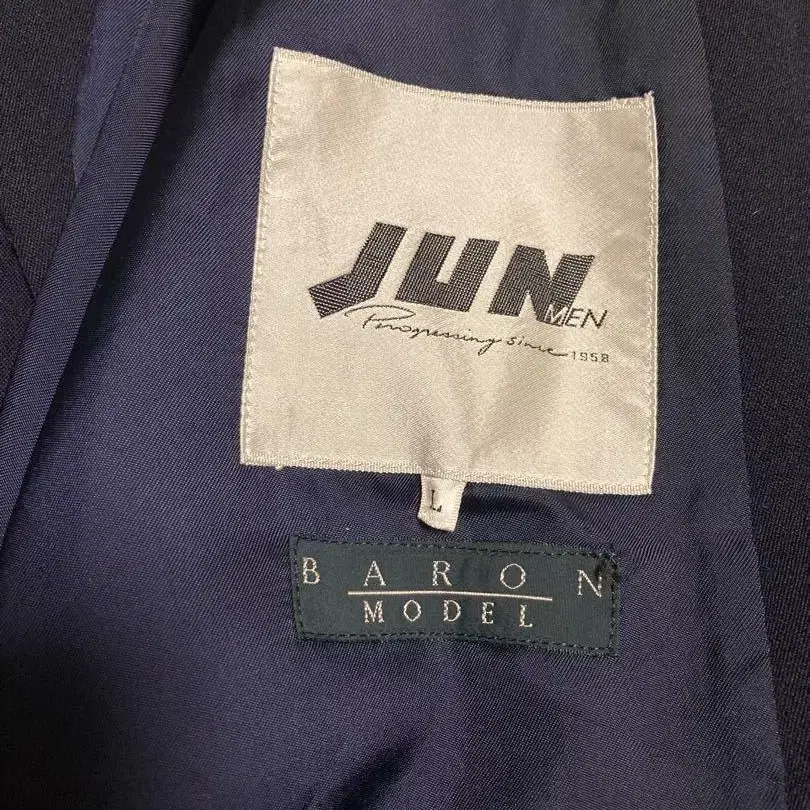 JUN
MEN
Progressing since 1958
L
BARON
MODEL